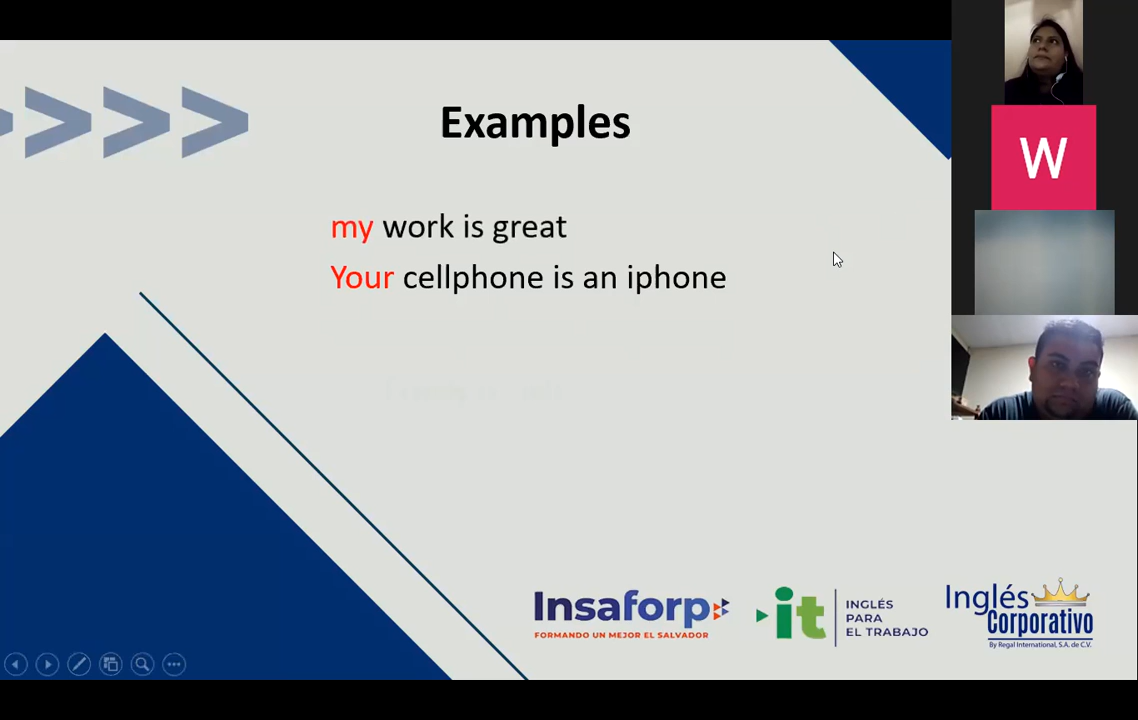 Examples
my work is great
Your cellphone is an iphone
W
Insaforp
FORMANDO UN MEJOR EL SALVADOR
it
INGLÉS
PARA
EL TRABAJO
Inglés
Corporativo
By Regal International, S.A. de C.V.